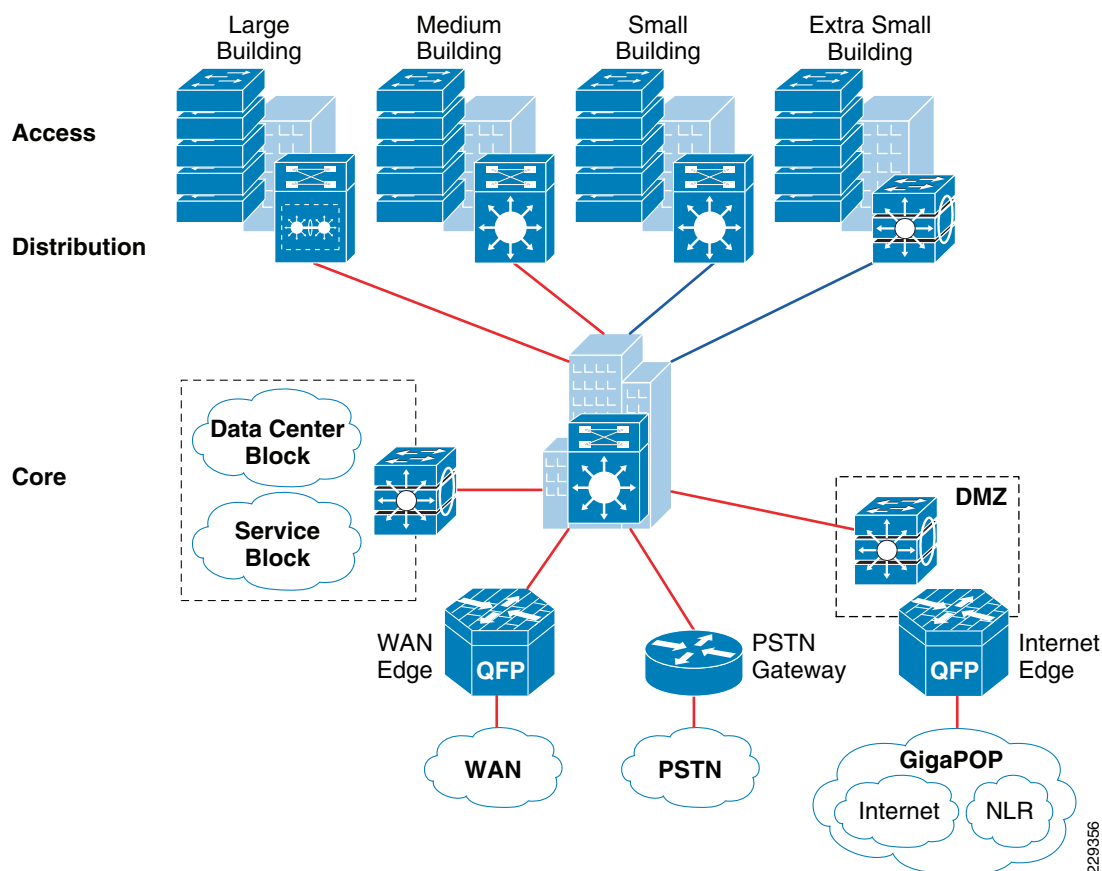 Large
Building
Medium
Building
Small
Building
Extra Small
Building
Access
Distribution
Core
Data Center
Block
Service
Block
DMZ
WAN
Edge
QFP
PSTN
Gateway
QFP
Internet
Edge
WAN
PSTN
GigaPOP
Internet
NLR
229356